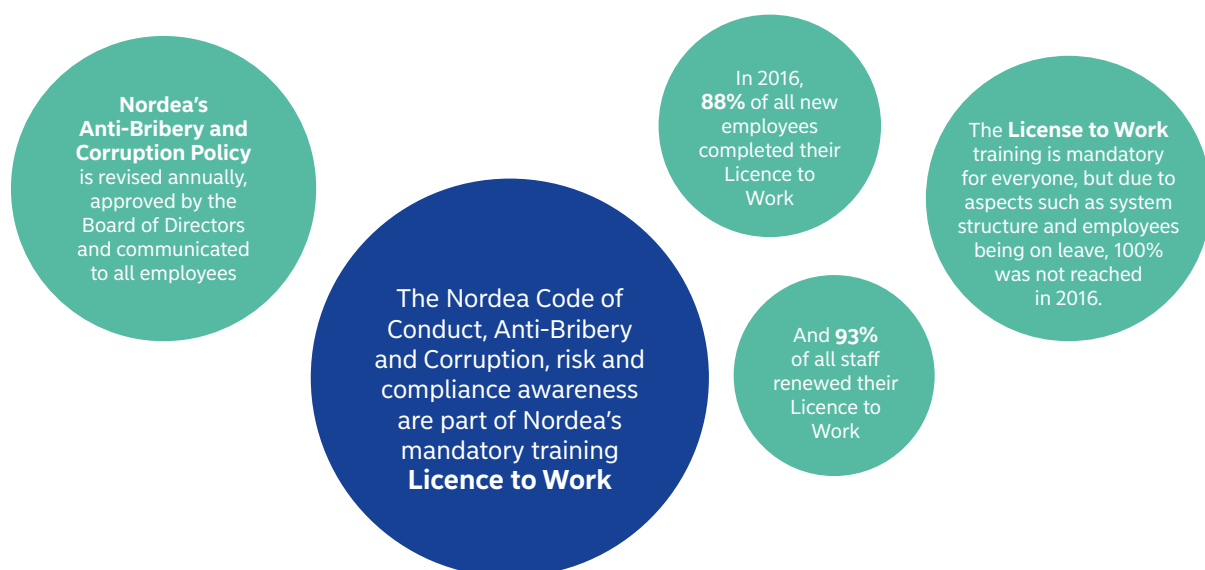 Nordea's
Anti-Bribery and
Corruption Policy
is revised annually,
approved by the
Board of Directors
and communicated
to all employees
The Nordea Code of
Conduct, Anti-Bribery
and Corruption, risk and
compliance awareness
are part of Nordea's
mandatory training
Licence to Work
In 2016,
88% of all new
employees
completed their
Licence to
Work
And 93%
of all staff
renewed their
Licence to
Work
The License to Work
training is mandatory
for everyone, but due to
aspects such as system
structure and employees
being on leave, 100%
was not reached
in 2016.